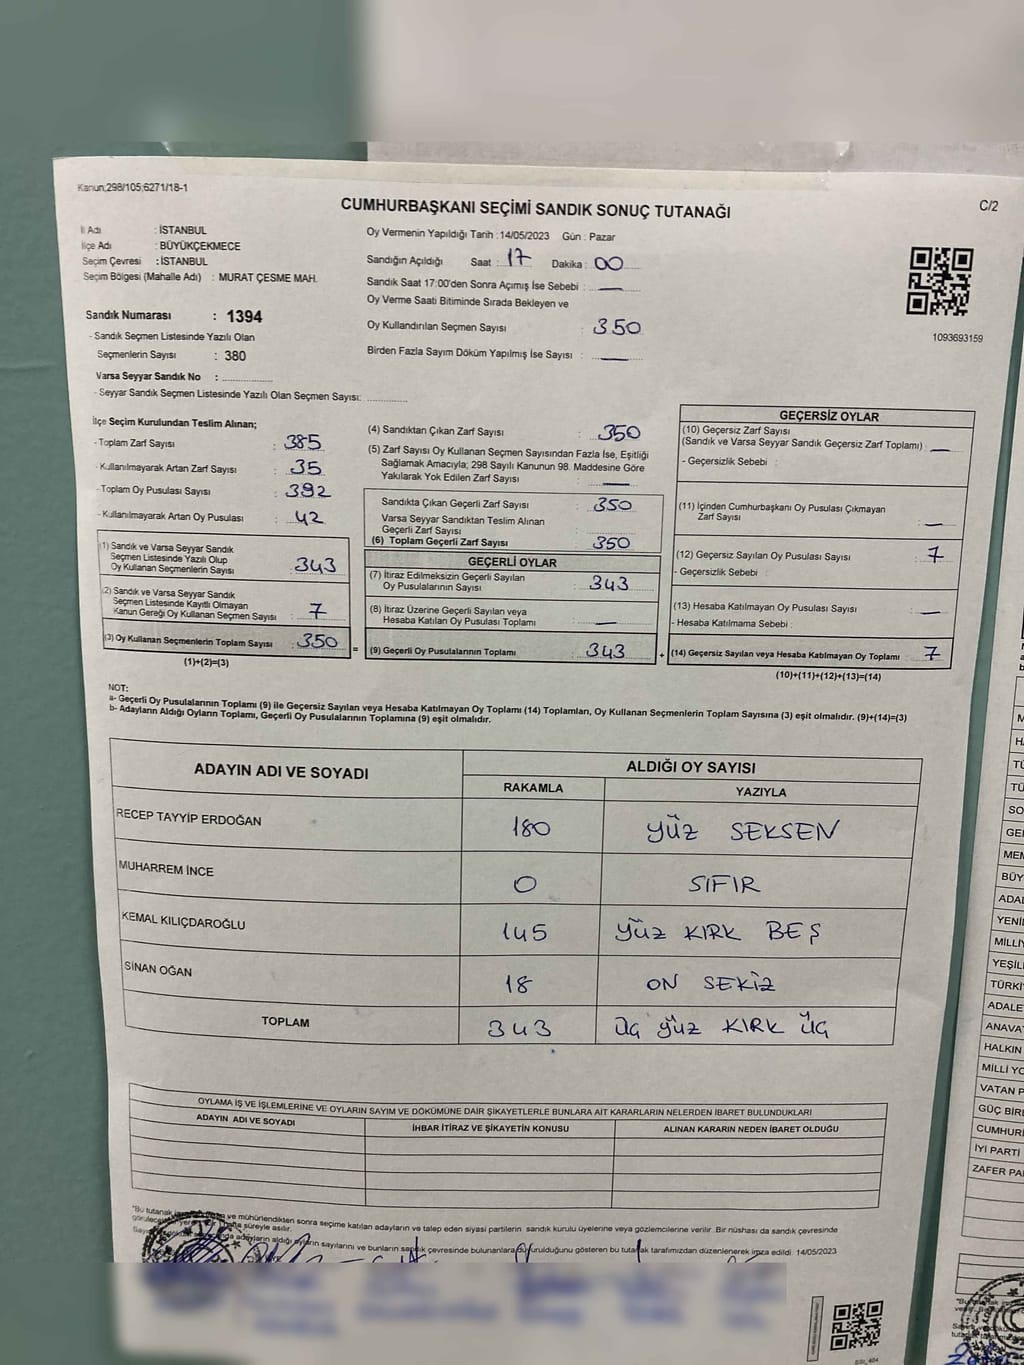 Kanun;298/105;6271/18-1
C/2
CUMHURBAŞKANI SEÇİMİ SANDIK SONUÇ TUTANAĞI
İl Adı : İSTANBUL
İlçe Adı : BÜYÜKÇEKMECE
Seçim Çevresi : İSTANBUL
Seçim Bölgesi (Mahalle Adı) : MURAT ÇESME MAH.
Sandık Numarası : 1394
- Sandık Seçmen Listesinde Yazılı Olan
Seçmenlerin Sayısı : 380
Varsa Seyyar Sandık No :
- Seyyar Sandık Seçmen Listesinde Yazılı Olan Seçmen Sayısı:
Oy Vermenin Yapıldığı Tarih :14/05/2023 Gün : Pazar
Sandığın Açıldığı Saat : 17 Dakika : 00
Sandık Saat 17:00'den Sonra Açımış İse Sebebi : —
Oy Verme Saati Bitiminde Sırada Bekleyen ve
Oy Kullandırılan Seçmen Sayısı : 350
Birden Fazla Sayım Döküm Yapılmış İse Sayısı : —
1093693159
İlçe Seçim Kurulundan Teslim Alınan;
- Toplam Zarf Sayısı : 385
- Kullanılmayarak Artan Zarf Sayısı : 35
- Toplam Oy Pusulası Sayısı : 392
- Kullanılmayarak Artan Oy Pusulası : 42
(1) Sandık ve Varsa Seyyar Sandık
Seçmen Listesinde Yazılı Olup
Oy Kullanan Seçmenlerin Sayısı : 343
(2) Sandık ve Varsa Seyyar Sandık
Seçmen Listesinde Kayıtlı Olmayan
Kanun Gereği Oy Kullanan Seçmen Sayısı : 7
(3) Oy Kullanan Seçmenlerin Toplam Sayısı : 350
(1)+(2)=(3)
(4) Sandıktan Çıkan Zarf Sayısı : 350
(5) Zarf Sayısı Oy Kullanan Seçmen Sayısından Fazla İse, Eşitliği
Sağlamak Amacıyla; 298 Sayılı Kanunun 98. Maddesine Göre
Yakılarak Yok Edilen Zarf Sayısı : —
Sandıkta Çıkan Geçerli Zarf Sayısı : 350
Varsa Seyyar Sandıktan Teslim Alınan
Geçerli Zarf Sayısı :
(6) Toplam Geçerli Zarf Sayısı : 350
=
GEÇERLİ OYLAR
(7) İtiraz Edilmeksizin Geçerli Sayılan
Oy Pusulalarının Sayısı : 343
(8) İtiraz Üzerine Geçerli Sayılan veya
Hesaba Katılan Oy Pusulası Toplamı : —
(9) Geçerli Oy Pusulalarının Toplamı : 343
+
GEÇERSİZ OYLAR
(10) Geçersiz Zarf Sayısı
(Sandık ve Varsa Seyyar Sandık Geçersiz Zarf Toplamı) : —
- Geçersizlik Sebebi :
(11) İçinden Cumhurbaşkanı Oy Pusulası Çıkmayan
Zarf Sayısı : —
(12) Geçersiz Sayılan Oy Pusulası Sayısı : 7
- Geçersizlik Sebebi :
(13) Hesaba Katılmayan Oy Pusulası Sayısı : —
- Hesaba Katılmama Sebebi :
(14) Geçersiz Sayılan veya Hesaba Katılmayan Oy Toplamı : 7
(10)+(11)+(12)+(13)=(14)
NOT:
a- Geçerli Oy Pusulalarının Toplamı (9) ile Geçersiz Sayılan veya Hesaba Katılmayan Oy Toplamı (14) Toplamları, Oy Kullanan Seçmenlerin Toplam Sayısına (3) eşit olmalıdır. (9)+(14)=(3)
b- Adayların Aldığı Oyların Toplamı, Geçerli Oy Pusulalarının Toplamına (9) eşit olmalıdır.
ADAYIN ADI VE SOYADI
ALDIĞI OY SAYISI
RAKAMLA YAZIYLA
RECEP TAYYİP ERDOĞAN 180 YÜZ SEKSEN
MUHARREM İNCE 0 SIFIR
KEMAL KILIÇDAROĞLU 145 YÜZ KIRK BEŞ
SİNAN OĞAN 18 ON SEKİZ
TOPLAM 343 ÜÇ YÜZ KIRK ÜÇ
OYLAMA İŞ VE İŞLEMLERİNE VE OYLARIN SAYIM VE DÖKÜMÜNE DAİR ŞİKAYETLERLE BUNLARA AİT KARARLARIN NELERDEN İBARET BULUNDUKLARI
ADAYIN ADI VE SOYADI
İHBAR İTİRAZ VE ŞİKAYETİN KONUSU
ALINAN KARARIN NEDEN İBARET OLDUĞU
"Bu tutanak ve mühürlendikten sonra seçime katılan adayların ve talep eden siyasi partilerin sandık kurulu üyelerine veya gözlemcilerine verilir. Bir nüshası da sandık çevresinde
süreyle asılır.
adayların aldığı oyların sayılarını ve bunların sandık çevresinde bulunanlara duyurulduğunu gösteren bu tutanak tarafımızdan düzenlenerek imza edildi. 14/05/2023
MİLLİ
YEŞİL
TÜRKİ
ADALE
ANAVA
HALKIN
MİLLİ YO
VATAN P
GÜÇ BİRL
CUMHURİ
İYİ PARTİ
ZAFER PA